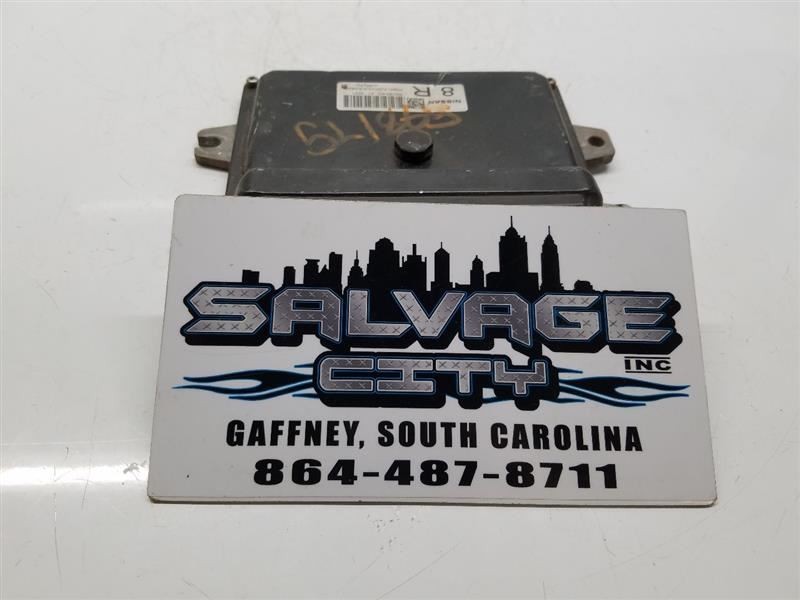 NISSAN
8 R
SALVAGE
CITY
INC
GAFFNEY, SOUTH CAROLINA
864-487-8711